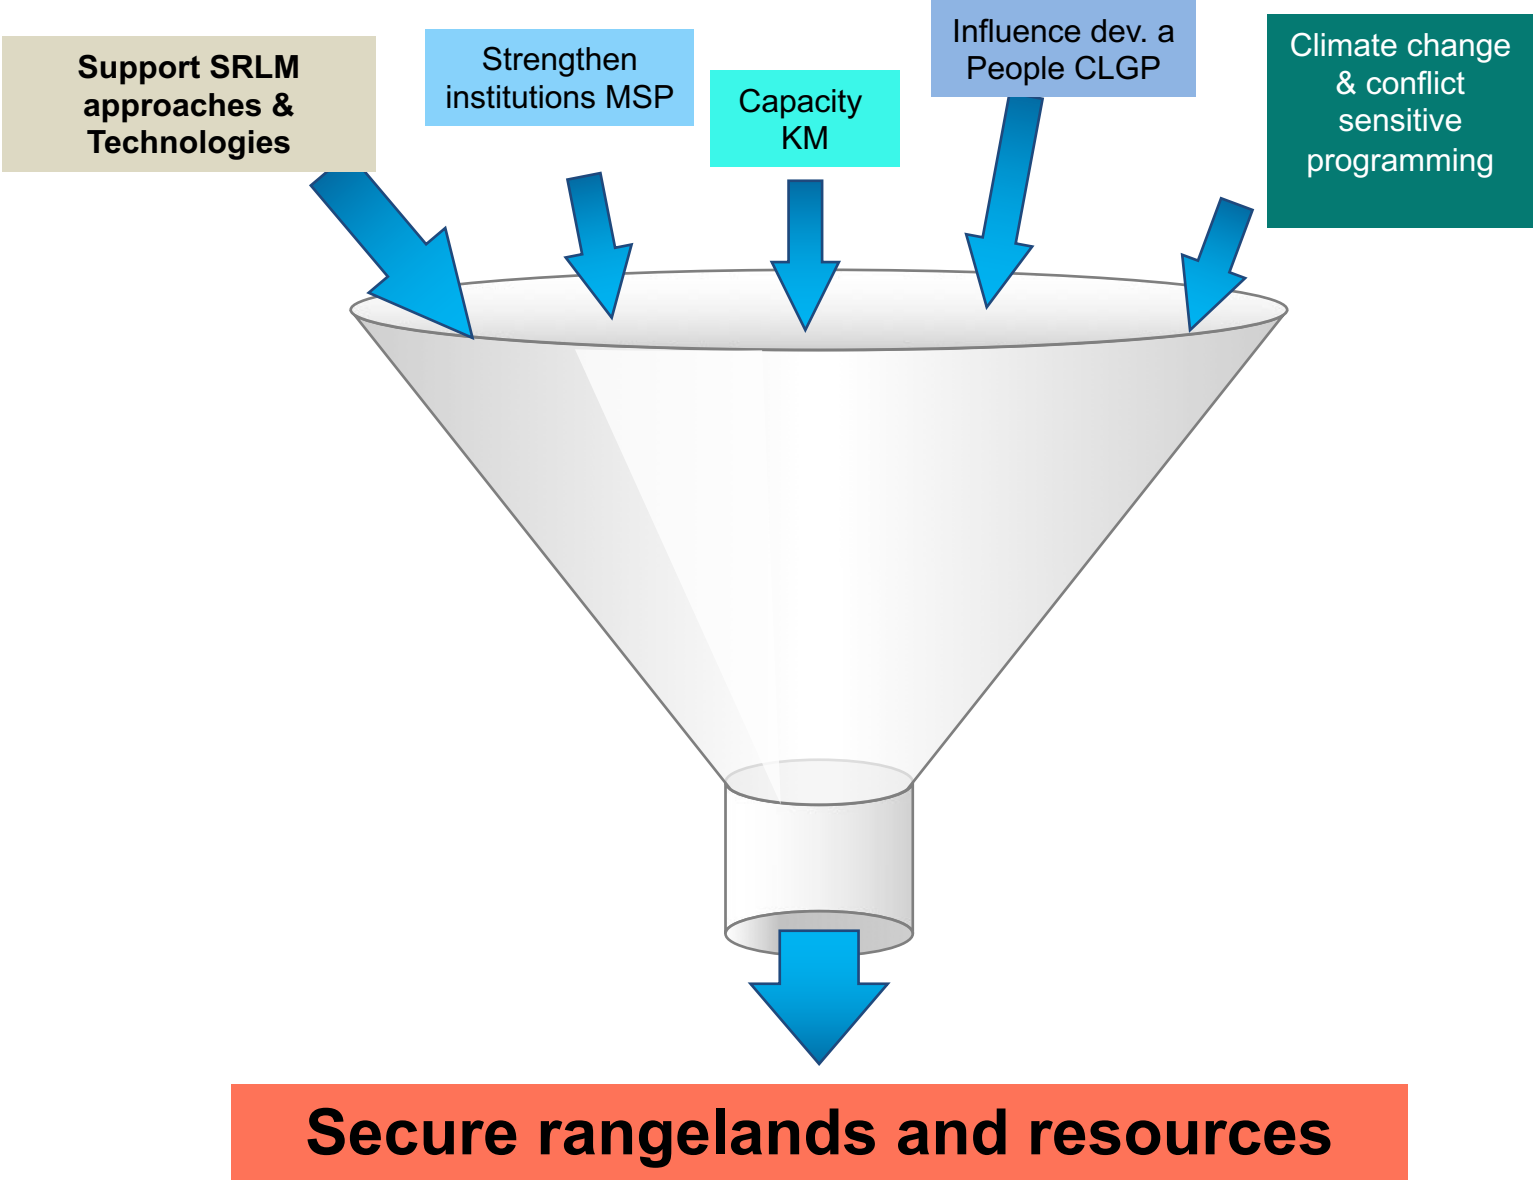 Support SRLM
approaches &
Technologies
Strengthen
institutions MSP
Capacity
KM
Influence dev. a
People CLGP
Climate change
& conflict
sensitive
programming
Secure rangelands and resources